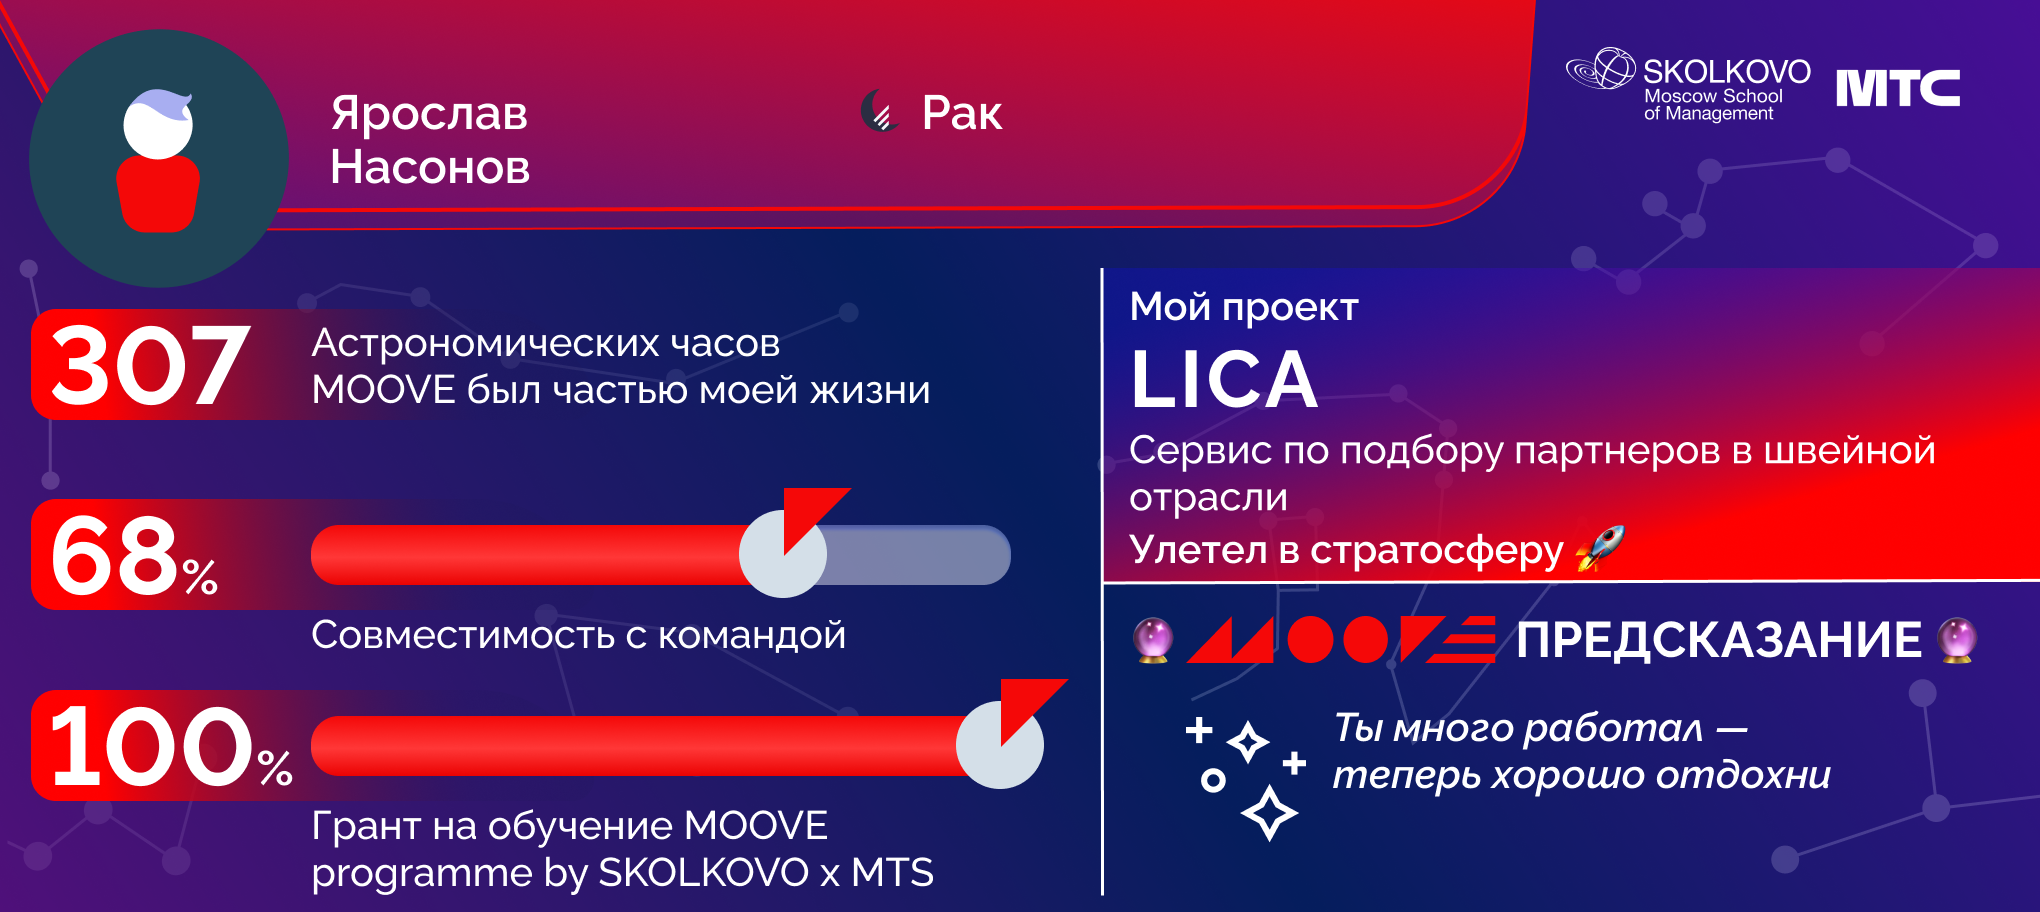 Ярослав
Насонов
Рак
SKOLKOVO
Moscow School
of Management
МТС
307
Астрономических часов
MOOVE был частью моей жизни
68%
Совместимость с командой
100%
Грант на обучение MOOVE
programme by SKOLKOVO x MTS
Мой проект
LICA
Сервис по подбору партнеров в швейной
отрасли
Улетел в стратосферу 🚀
🔮 MOOVE ПРЕДСКАЗАНИЕ 🔮
Ты много работал —
теперь хорошо отдохни